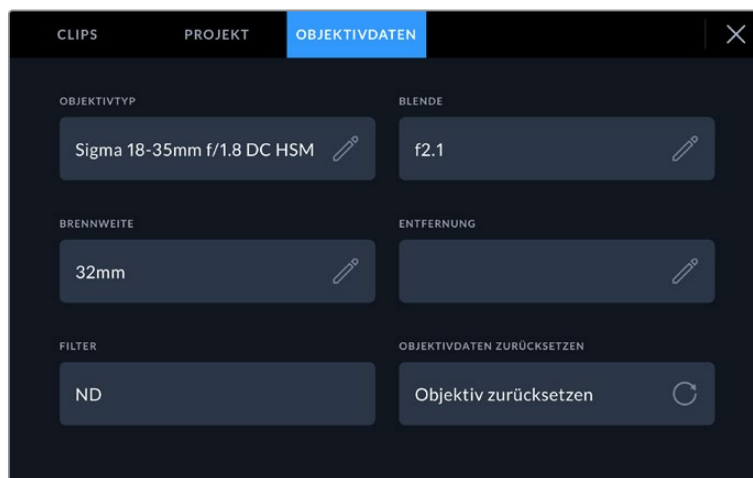 CLIPS PROJEKT OBJEKTIVDATEN
OBJEKTIVTYP BLENDE
Sigma 18-35mm f/1.8 DC HSM f2.1
BRENNWEITE ENTFERNUNG
32mm
FILTER OBJEKTIVDATEN ZURÜCKSETZEN
ND Objektiv zurücksetzen